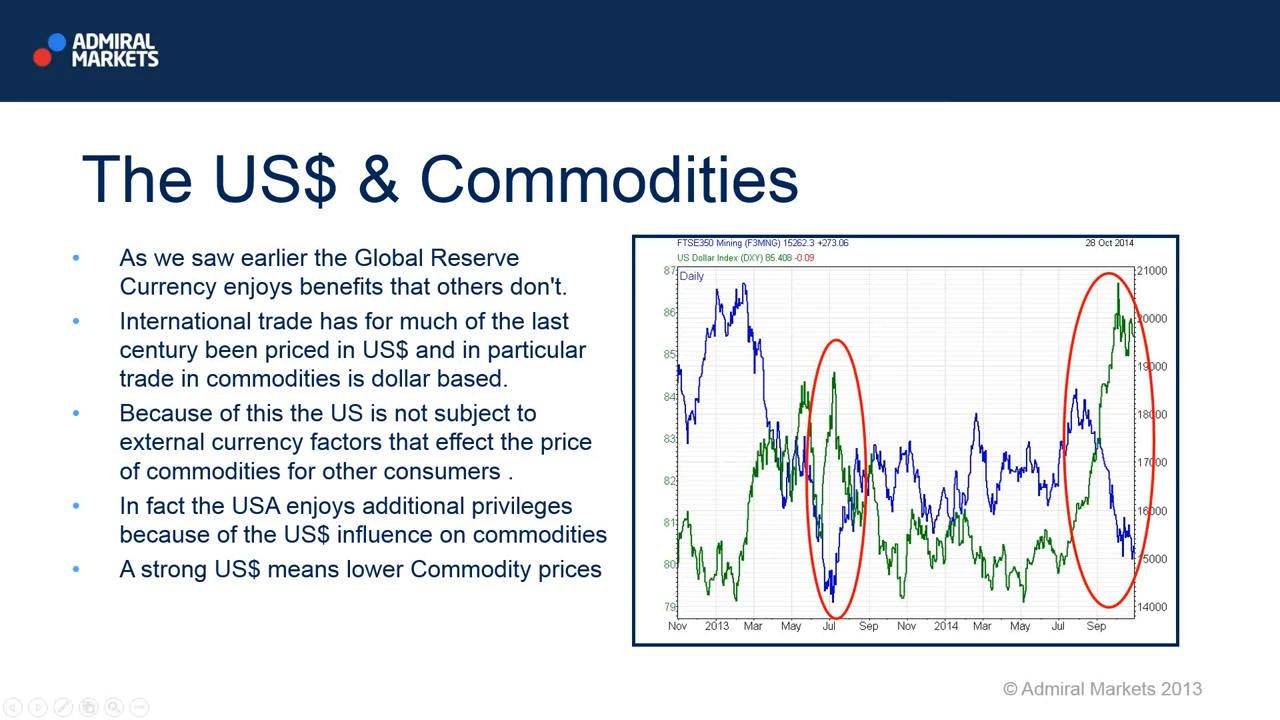 ADMIRAL
MARKETS
The US$ & Commodities
• As we saw earlier the Global Reserve
Currency enjoys benefits that others don't.
• International trade has for much of the last
century been priced in US$ and in particular
trade in commodities is dollar based.
• Because of this the US is not subject to
external currency factors that effect the price
of commodities for other consumers .
• In fact the USA enjoys additional privileges
because of the US$ influence on commodities
• A strong US$ means lower Commodity prices
FTSE350 Mining (F3MNG) 15262.3 +273.06 28 Oct 2014
US Dollar Index (DXY) 85.408 -0.09
Daily
87
86
85
84
83
82
81
80
79
21000
20000
19000
18000
17000
16000
15000
14000
Nov 2013 Mar May Jul Sep Nov 2014 Mar May Jul Sep
© Admiral Markets 2013